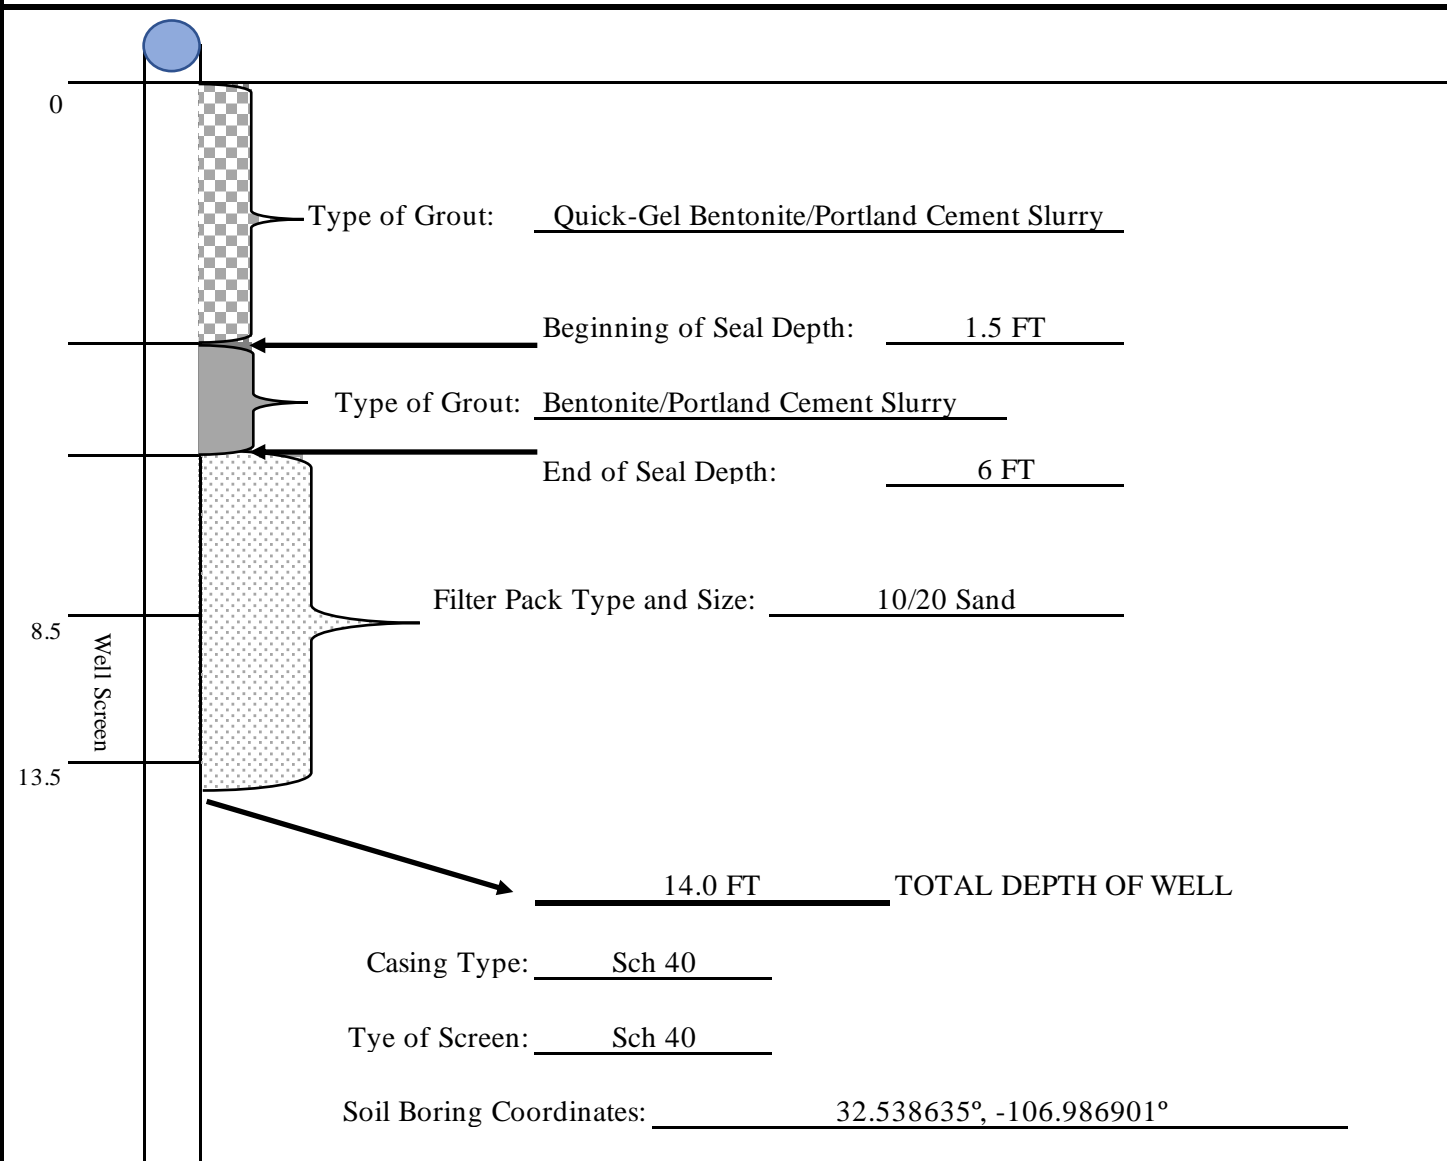 0
Type of Grout: Quick-Gel Bentonite/Portland Cement Slurry
Beginning of Seal Depth: 1.5 FT
Type of Grout: Bentonite/Portland Cement Slurry
End of Seal Depth: 6 FT
Filter Pack Type and Size: 10/20 Sand
8.5
Well Screen
13.5
14.0 FT TOTAL DEPTH OF WELL
Casing Type: Sch 40
Tye of Screen: Sch 40
Soil Boring Coordinates: 32.538635º, -106.986901º